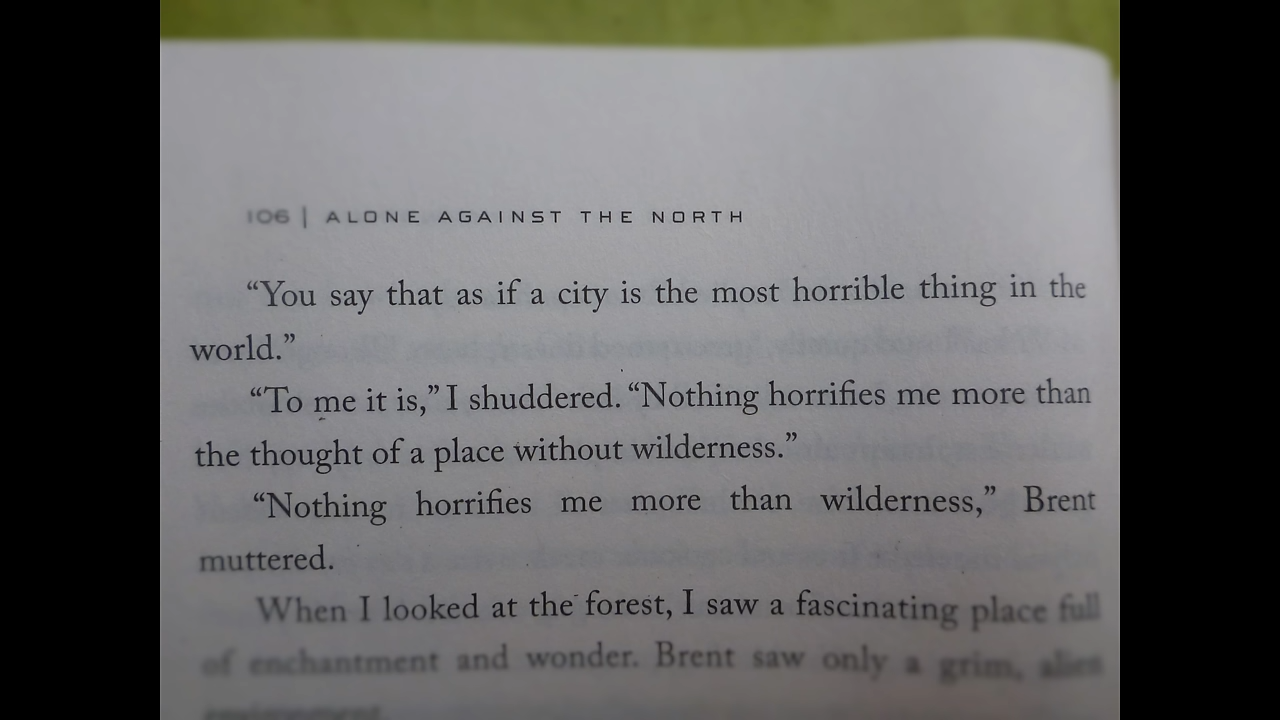 106 | ALONE AGAINST THE NORTH
“You say that as if a city is the most horrible thing in the
world.”
“To me it is,” I shuddered. “Nothing horrifies me more than
the thought of a place without wilderness.”
“Nothing horrifies me more than wilderness,” Brent
muttered.
When I looked at the forest, I saw a fascinating place full
of enchantment and wonder. Brent saw only a grim, alien